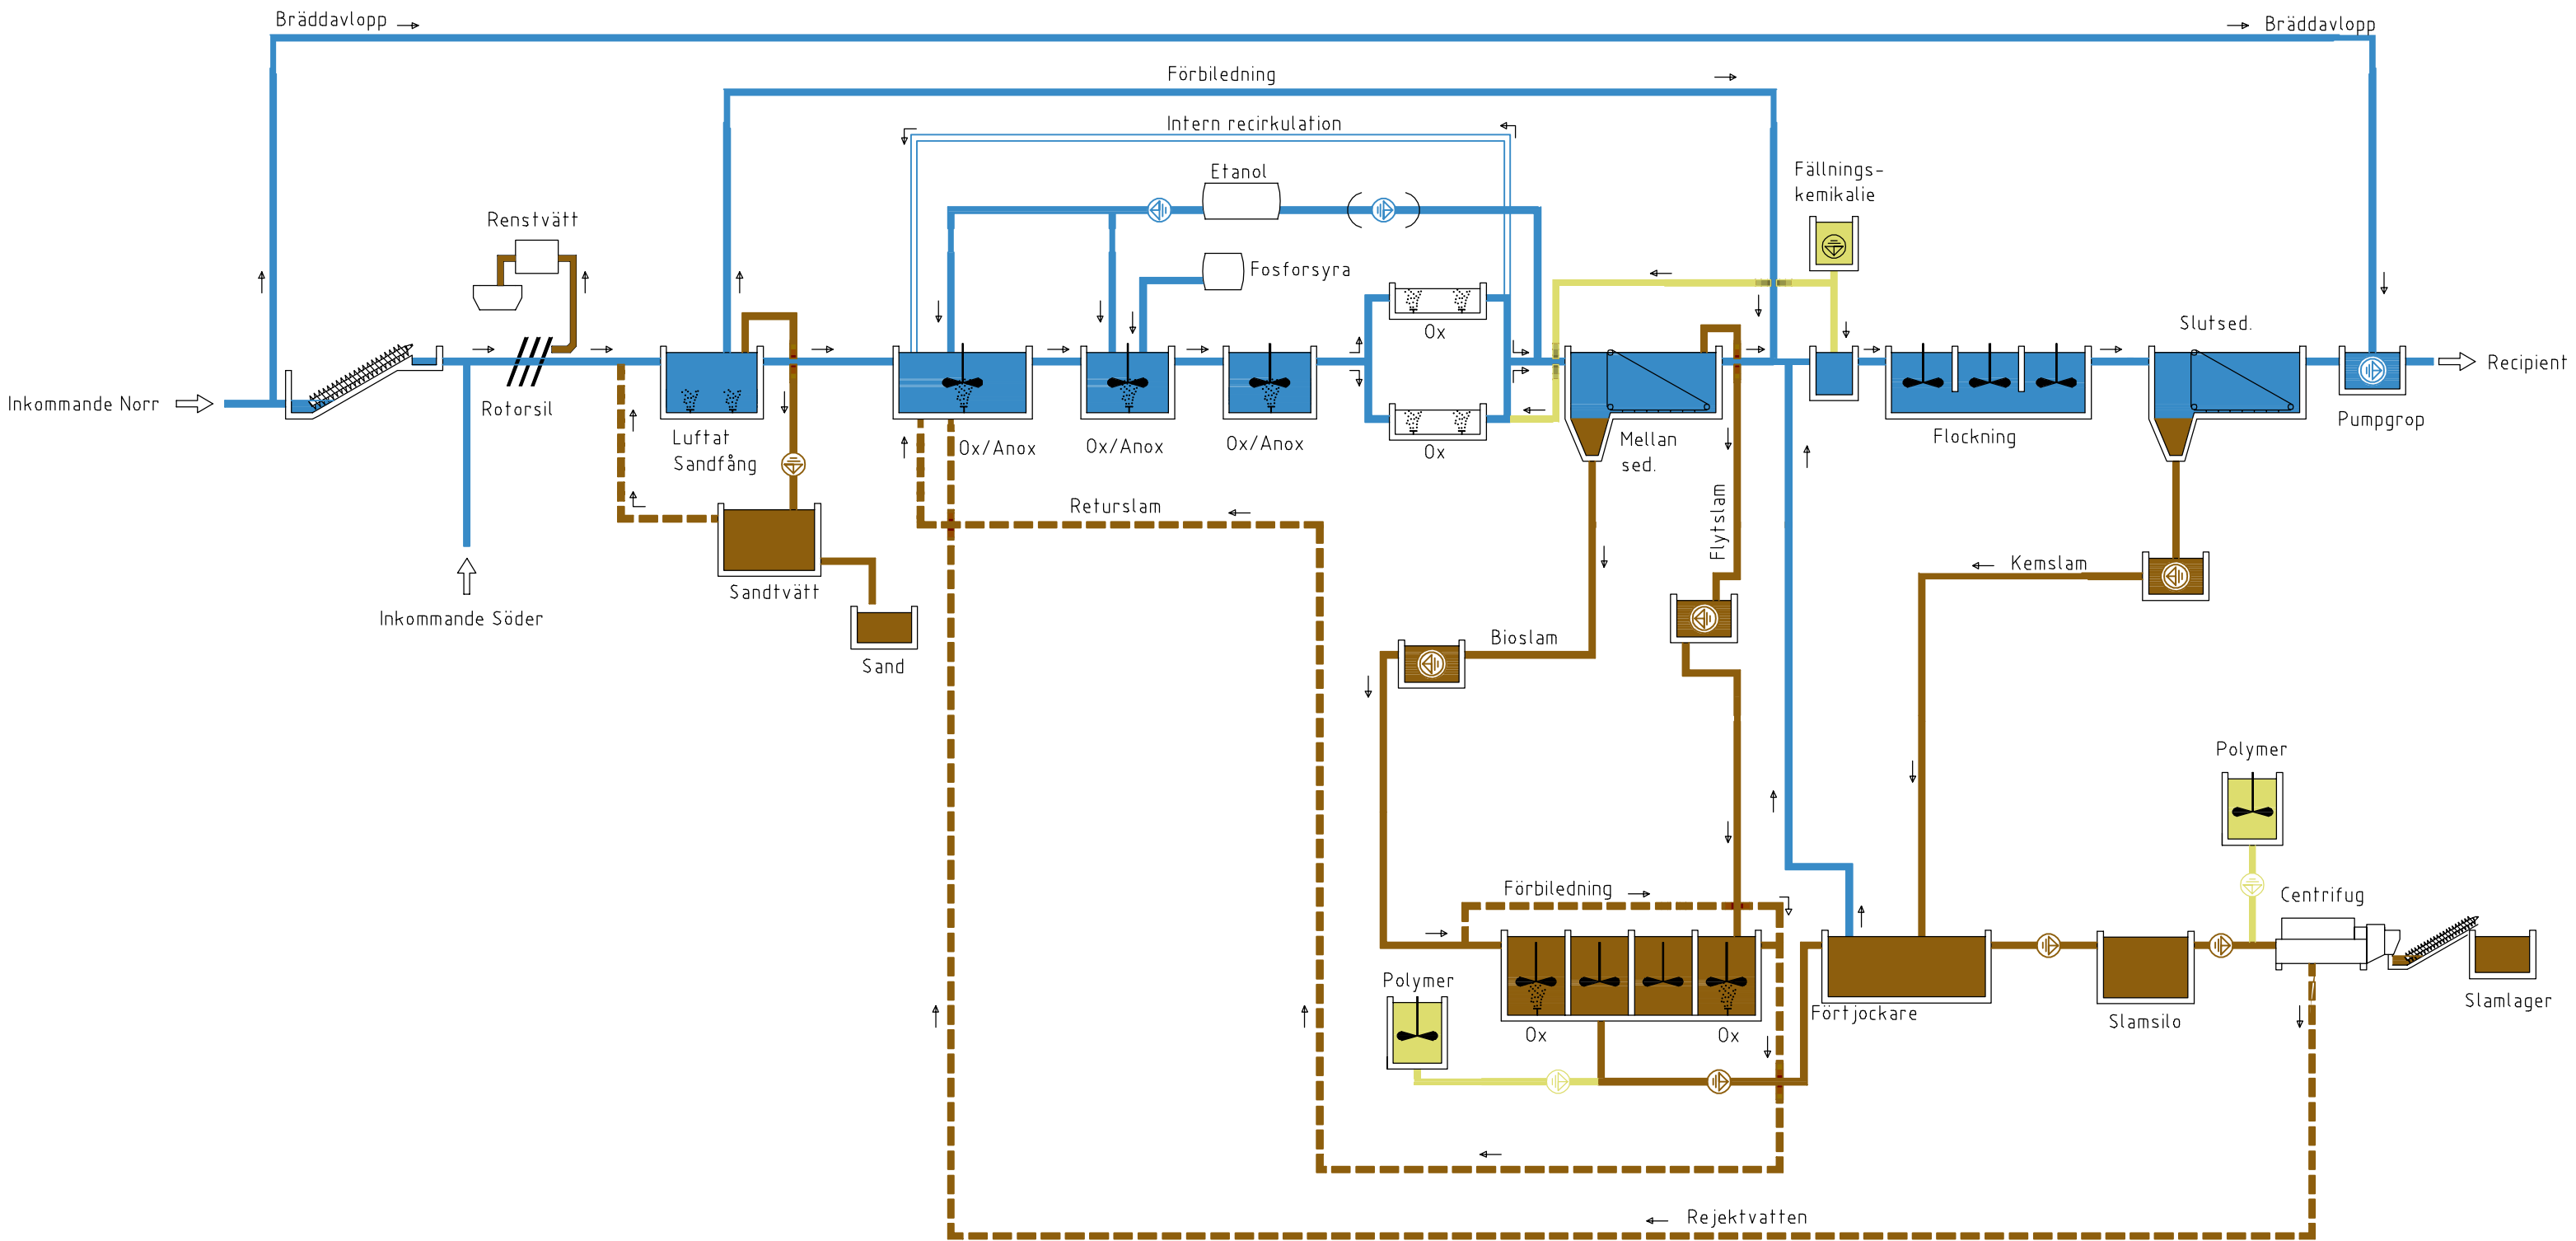 Bräddavlopp
Bräddavlopp
Förbiledning
Intern recirkulation
Etanol
Fällnings-
kemikalie
Renstvätt
Fosforsyra
Ox
Slutsed.
Inkommande Norr
Rotorsil
Recipient
Pumpgrop
Luftat
Sandfång
Ox/Anox
Ox/Anox
Ox/Anox
Ox
Mellan
sed.
Flockning
Returslam
Flytslam
Kemslam
Sandtvätt
Inkommande Söder
Bioslam
Sand
Polymer
Förbiledning
Centrifug
Polymer
Förtjockare
Slamsilo
Slamlager
Ox
Ox
Rejektvatten